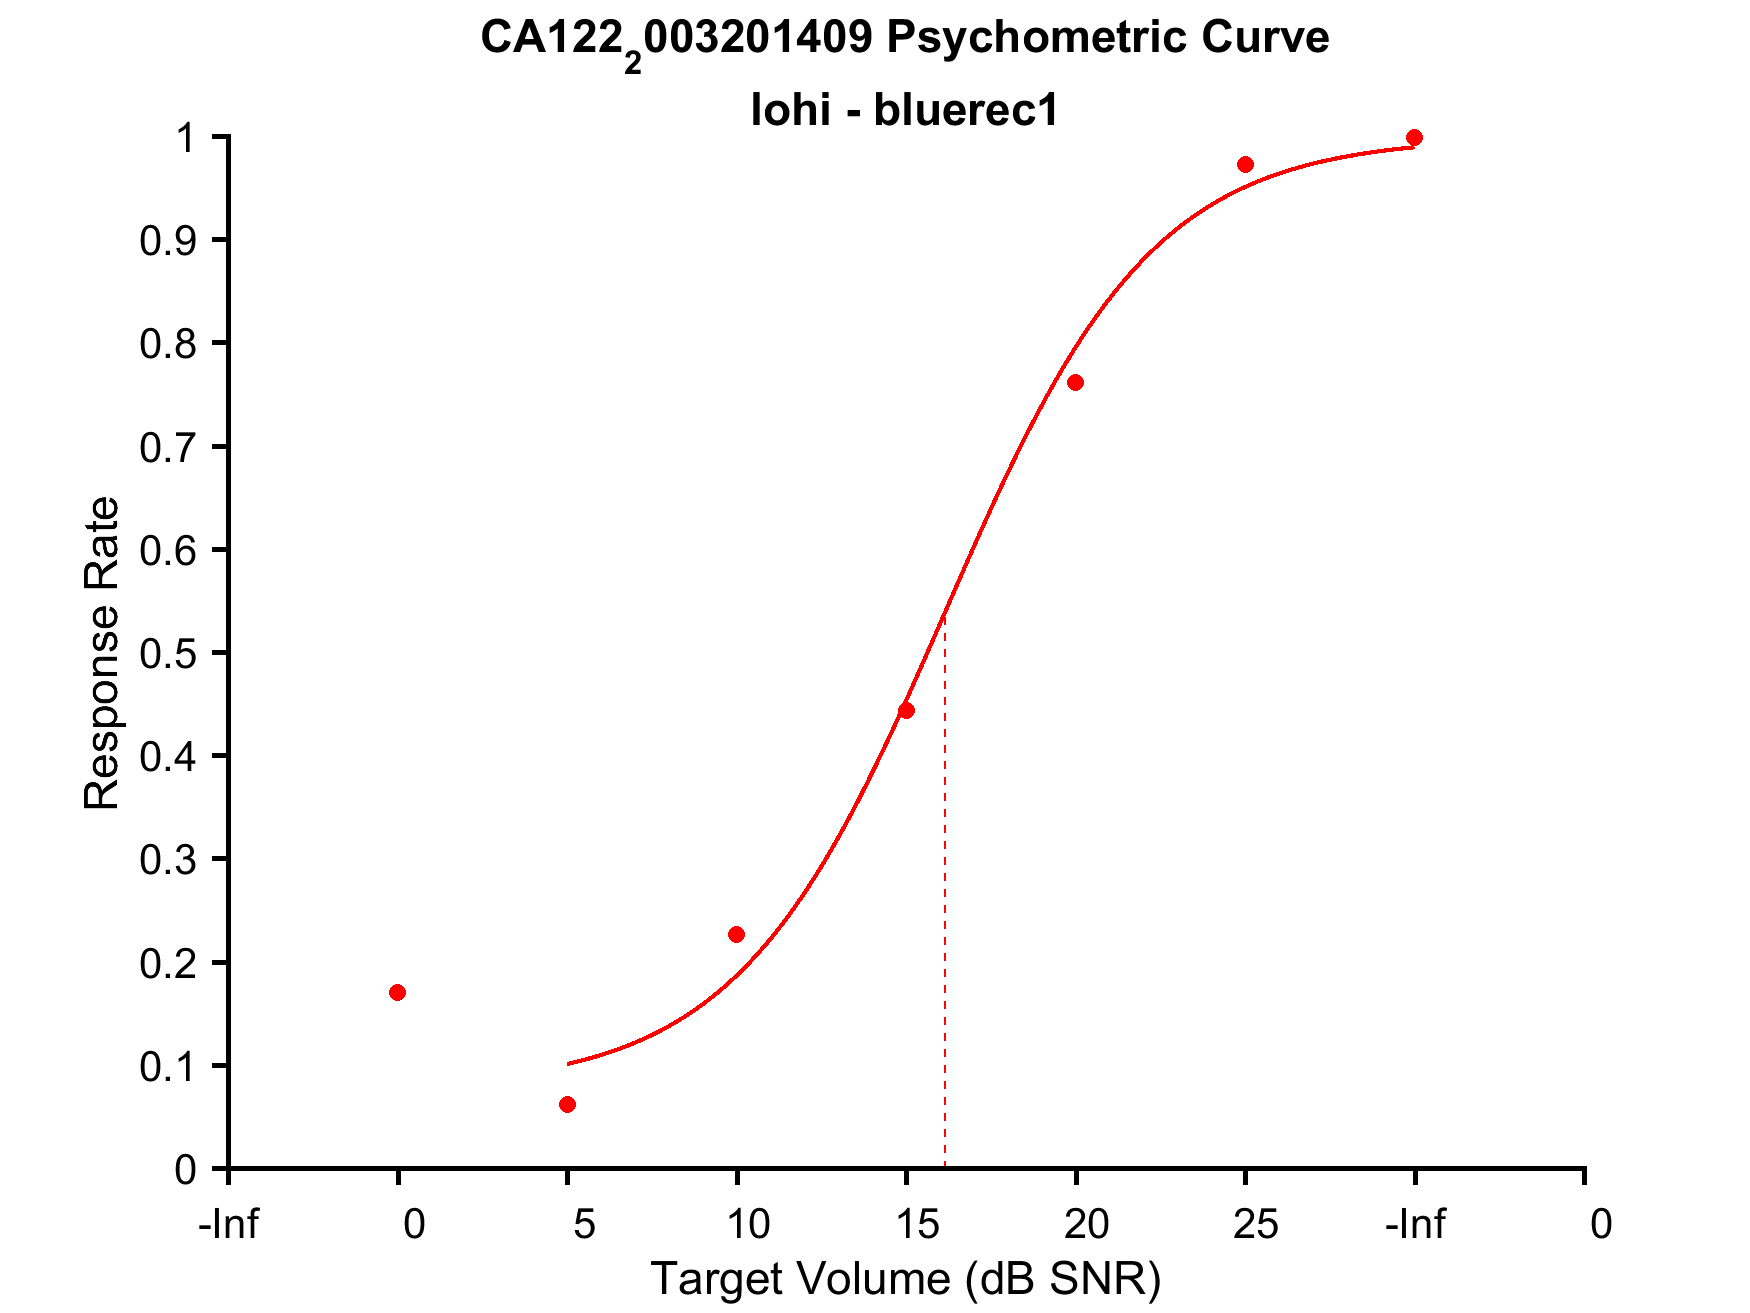 CA122₂003201409 Psychometric Curve
lohi - bluerec1
1
0.9
0.8
0.7
0.6
0.5
0.4
0.3
0.2
0.1
0
Response Rate
-Inf 0 5 10 15 20 25 -Inf 0
Target Volume (dB SNR)